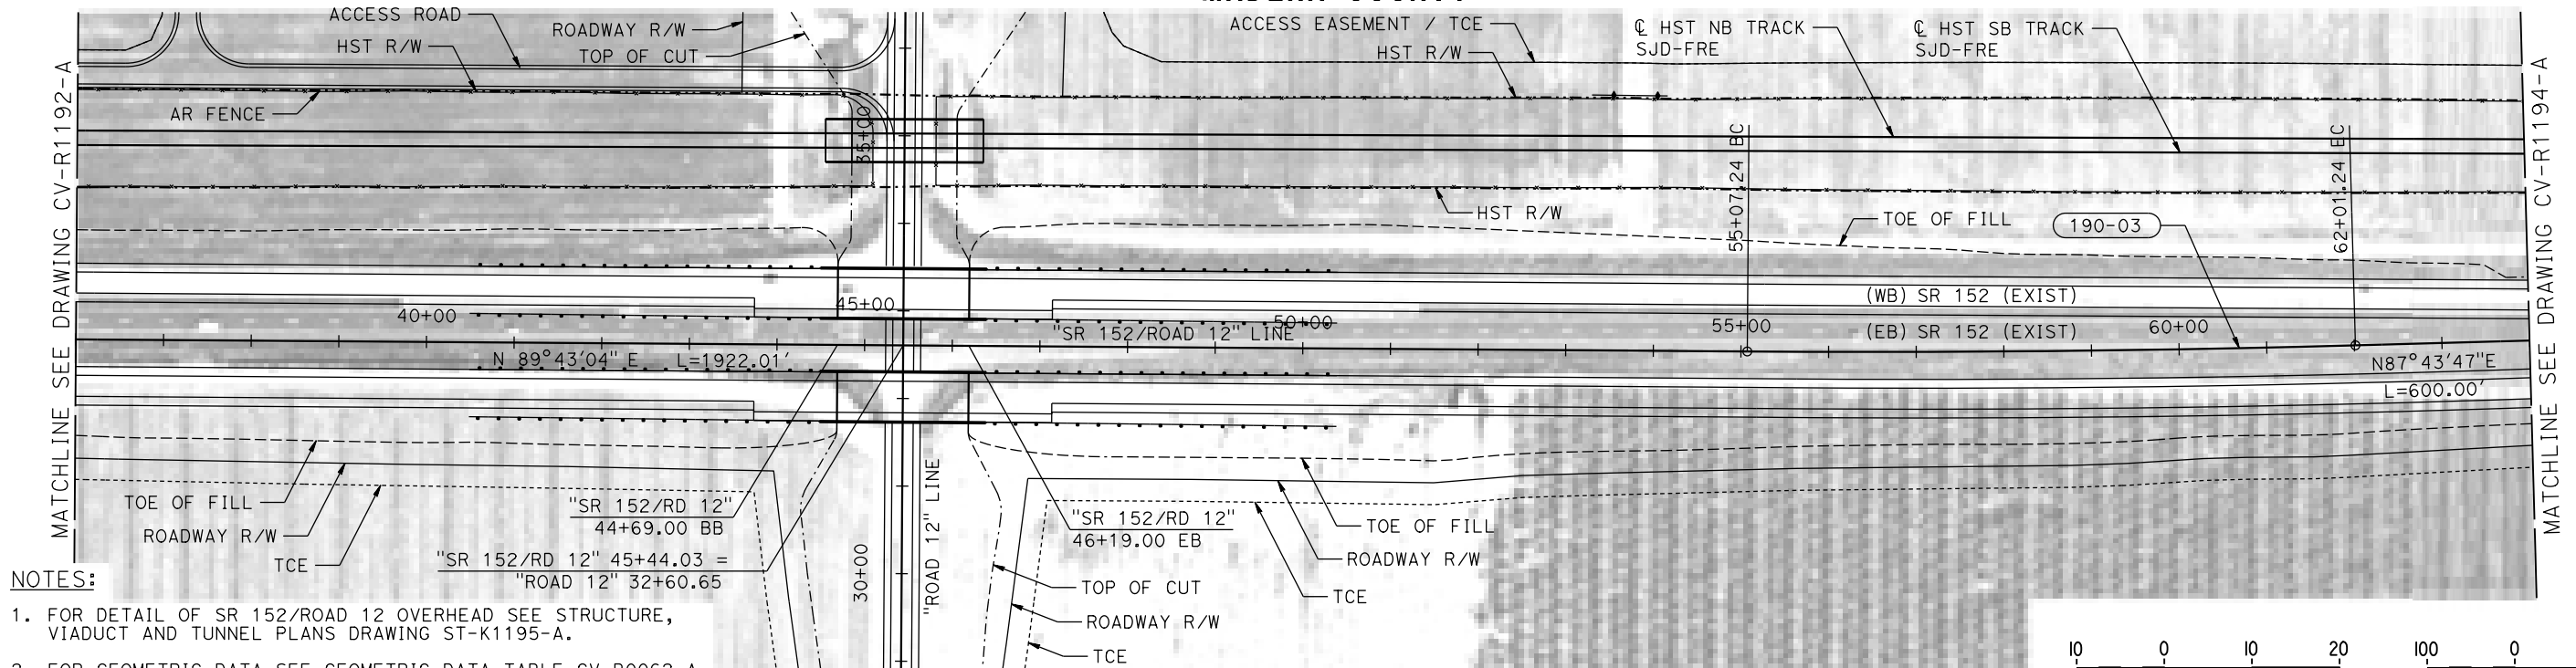 ACCESS ROAD
HST R/W
AR FENCE
ROADWAY R/W
TOP OF CUT
ACCESS EASEMENT / TCE
HST R/W
℄ HST NB TRACK
SJD-FRE
℄ HST SB TRACK
SJD-FRE
MATCHLINE SEE DRAWING CV-R1192-A
MATCHLINE SEE DRAWING CV-R1194-A
35+00
55+07.24 BC
62+01.24 EC
HST R/W
TOE OF FILL
190-03
40+00
45+00
50+00
55+00
60+00
(WB) SR 152 (EXIST)
(EB) SR 152 (EXIST)
"SR 152/ROAD 12" LINE
N 89°43'04" E L=1922.01'
N87°43'47"E
L=600.00'
TOE OF FILL
ROADWAY R/W
TCE
"SR 152/RD 12"
44+69.00 BB
"SR 152/RD 12" 45+44.03 =
"ROAD 12" 32+60.65
30+00
"ROAD 12" LINE
"SR 152/RD 12"
46+19.00 EB
TOP OF CUT
ROADWAY R/W
TCE
TOE OF FILL
ROADWAY R/W
TCE
NOTES:
1. FOR DETAIL OF SR 152/ROAD 12 OVERHEAD SEE STRUCTURE,
VIADUCT AND TUNNEL PLANS DRAWING ST-K1195-A.
2. FOR GEOMETRIC DATA SEE GEOMETRIC DATA TABLE
10 0 10 20 100 0